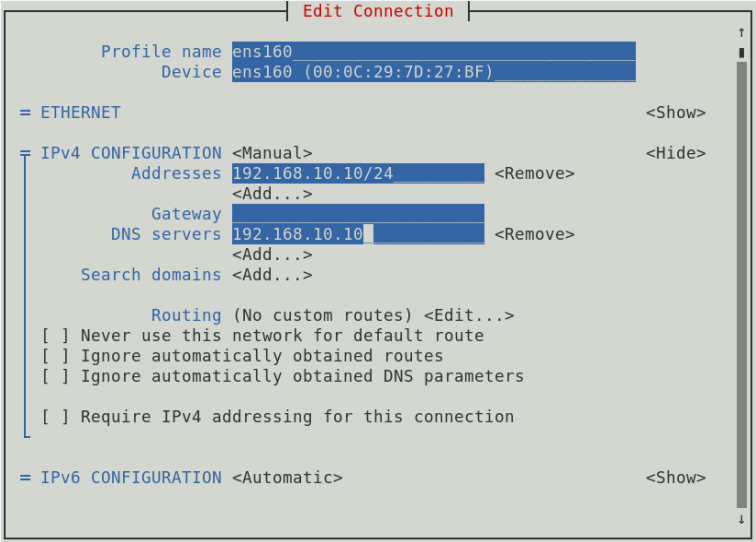 Edit Connection
Profile name ens160
Device ens160 (00:0C:29:7D:27:BF)
= ETHERNET <Show>
= IPv4 CONFIGURATION <Manual> <Hide>
Addresses 192.168.10.10/24 <Remove>
<Add...>
Gateway
DNS servers 192.168.10.10 <Remove>
<Add...>
Search domains <Add...>
Routing (No custom routes) <Edit...>
[ ] Never use this network for default route
[ ] Ignore automatically obtained routes
[ ] Ignore automatically obtained DNS parameters
[ ] Require IPv4 addressing for this connection
= IPv6 CONFIGURATION <Automatic> <Show>